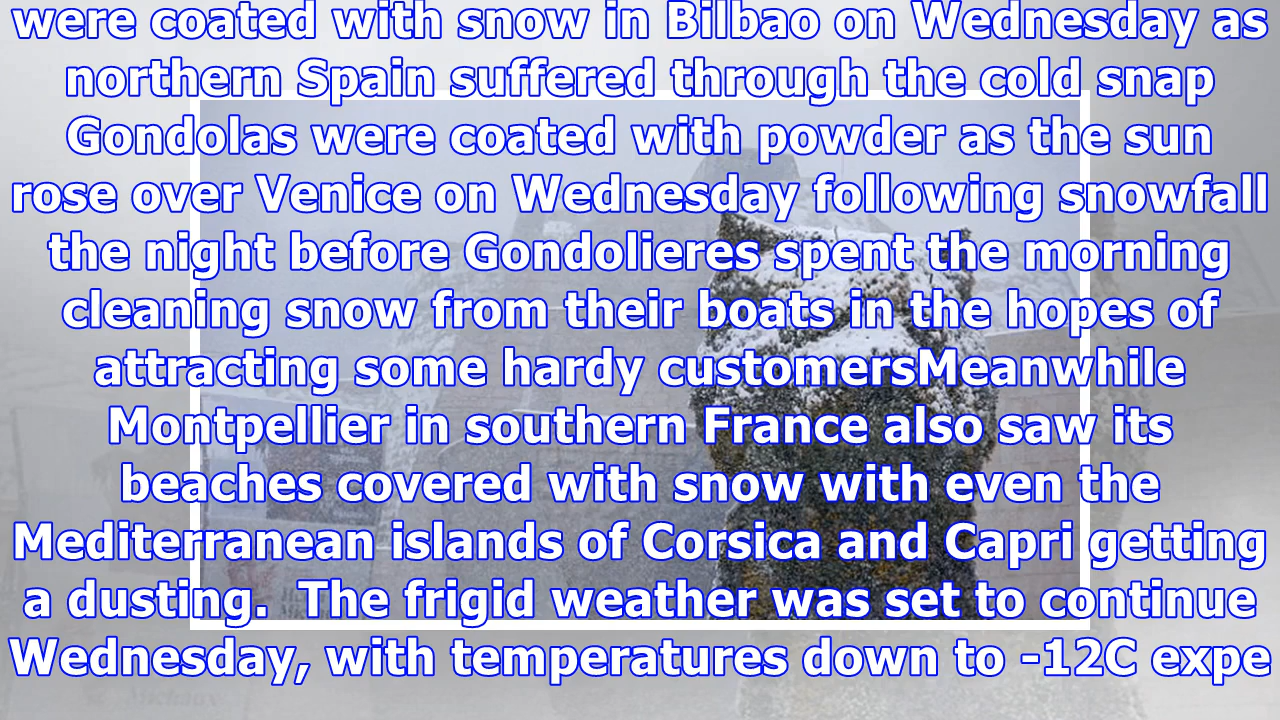 were coated with snow in Bilbao on Wednesday as
northern Spain suffered through the cold snap
Gondolas were coated with powder as the sun
rose over Venice on Wednesday following snowfall
the night before Gondolieres spent the morning
cleaning snow from their boats in the hopes of
attracting some hardy customersMeanwhile
Montpellier in southern France also saw its
beaches covered with snow with even the
Mediterranean islands of Corsica and Capri getting
a dusting.  The frigid weather was set to continue
Wednesday, with temperatures down to -12C expe